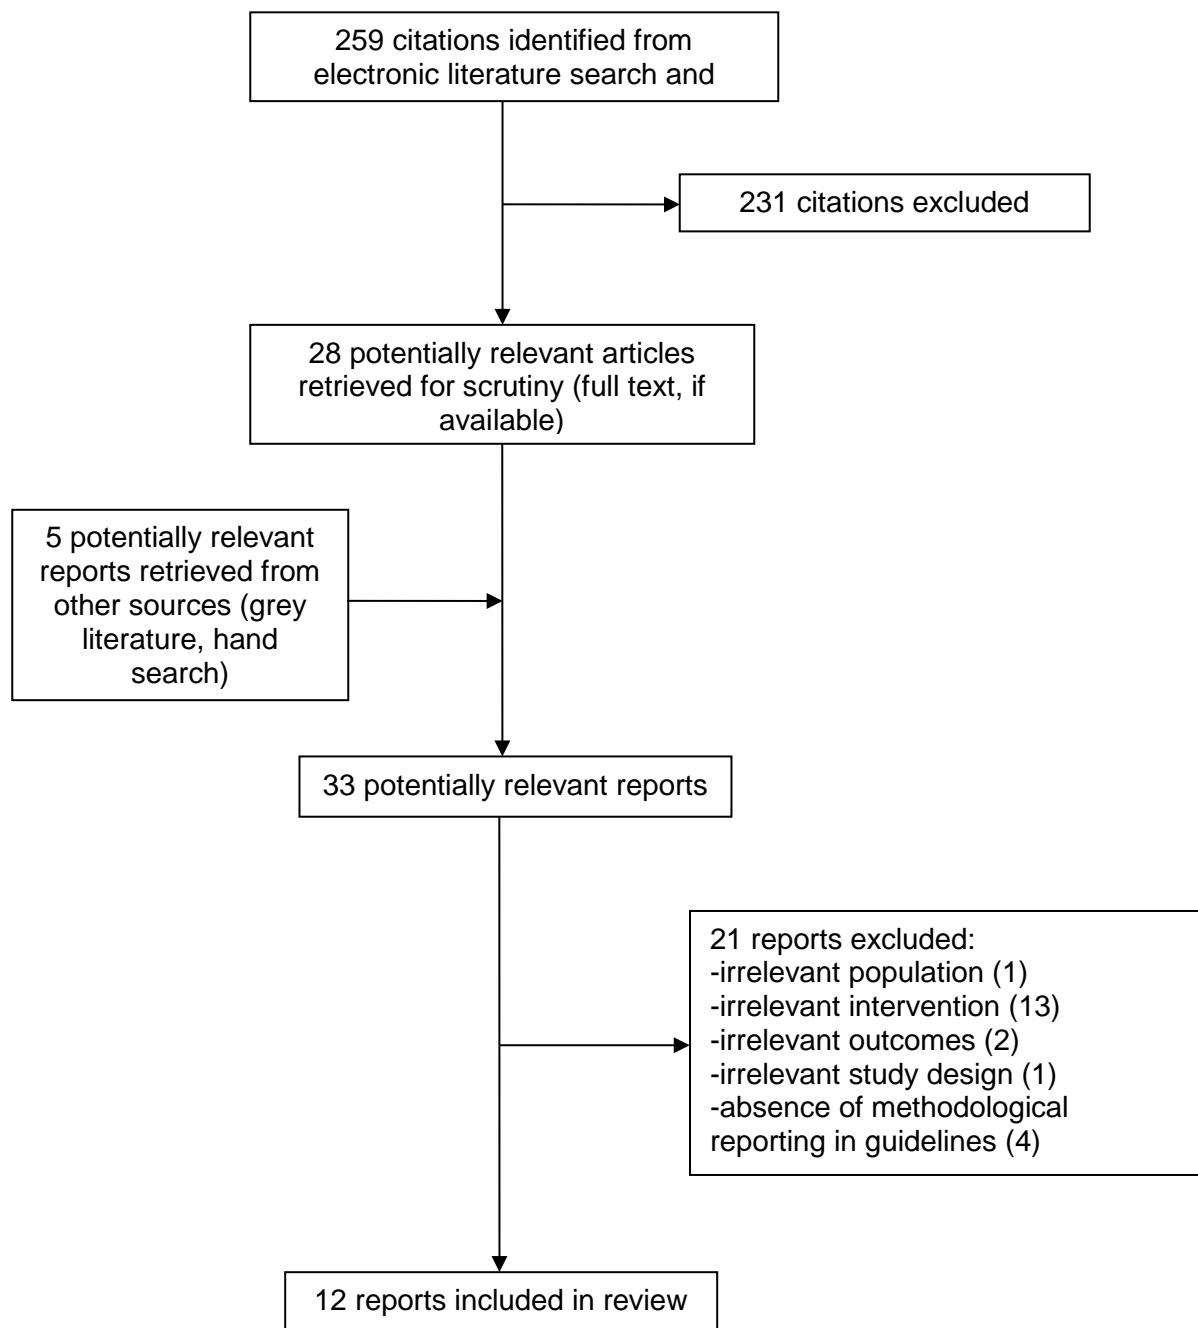 259 citations identified from
electronic literature search and
231 citations excluded
28 potentially relevant articles
retrieved for scrutiny (full text, if
available)
5 potentially relevant
reports retrieved from
other sources (grey
literature, hand
search)
33 potentially relevant reports
21 reports excluded:
-irrelevant population (1)
-irrelevant intervention (13)
-irrelevant outcomes (2)
-irrelevant study design (1)
-absence of methodological
reporting in guidelines (4)
12 reports included in review